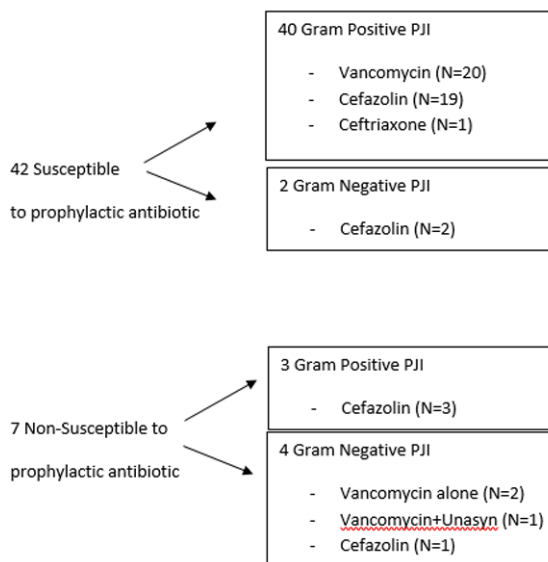 40 Gram Positive PJI
- Vancomycin (N=20)
- Cefazolin (N=19)
- Ceftriaxone (N=1)
42 Susceptible
to prophylactic antibiotic
2 Gram Negative PJI
- Cefazolin (N=2)
3 Gram Positive PJI
- Cefazolin (N=3)
7 Non-Susceptible to
prophylactic antibiotic
4 Gram Negative PJI
- Vancomycin alone (N=2)
- Vancomycin+Unasyn (N=1)
- Cefazolin (N=1)